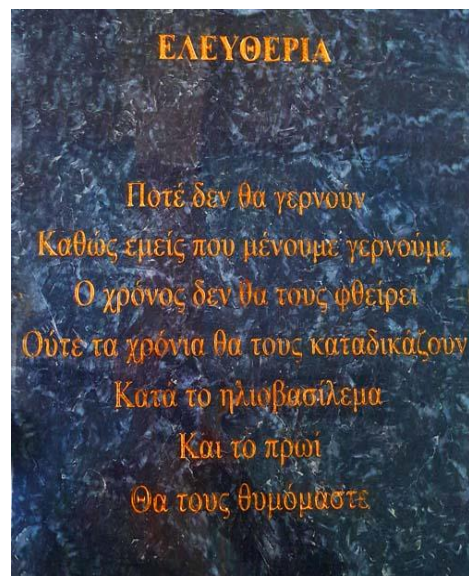 ΕΛΕΥΘΕΡΙΑ
Ποτέ δεν θα γερνούν
Καθώς εμείς που μένουμε γερνούμε
Ο χρόνος δεν θα τους φθείρει
Ούτε τα χρόνια θα τους καταδικάζουν
Κατά το ηλιοβασίλεμα
Και το πρωί
Θα τους θυμόμαστε